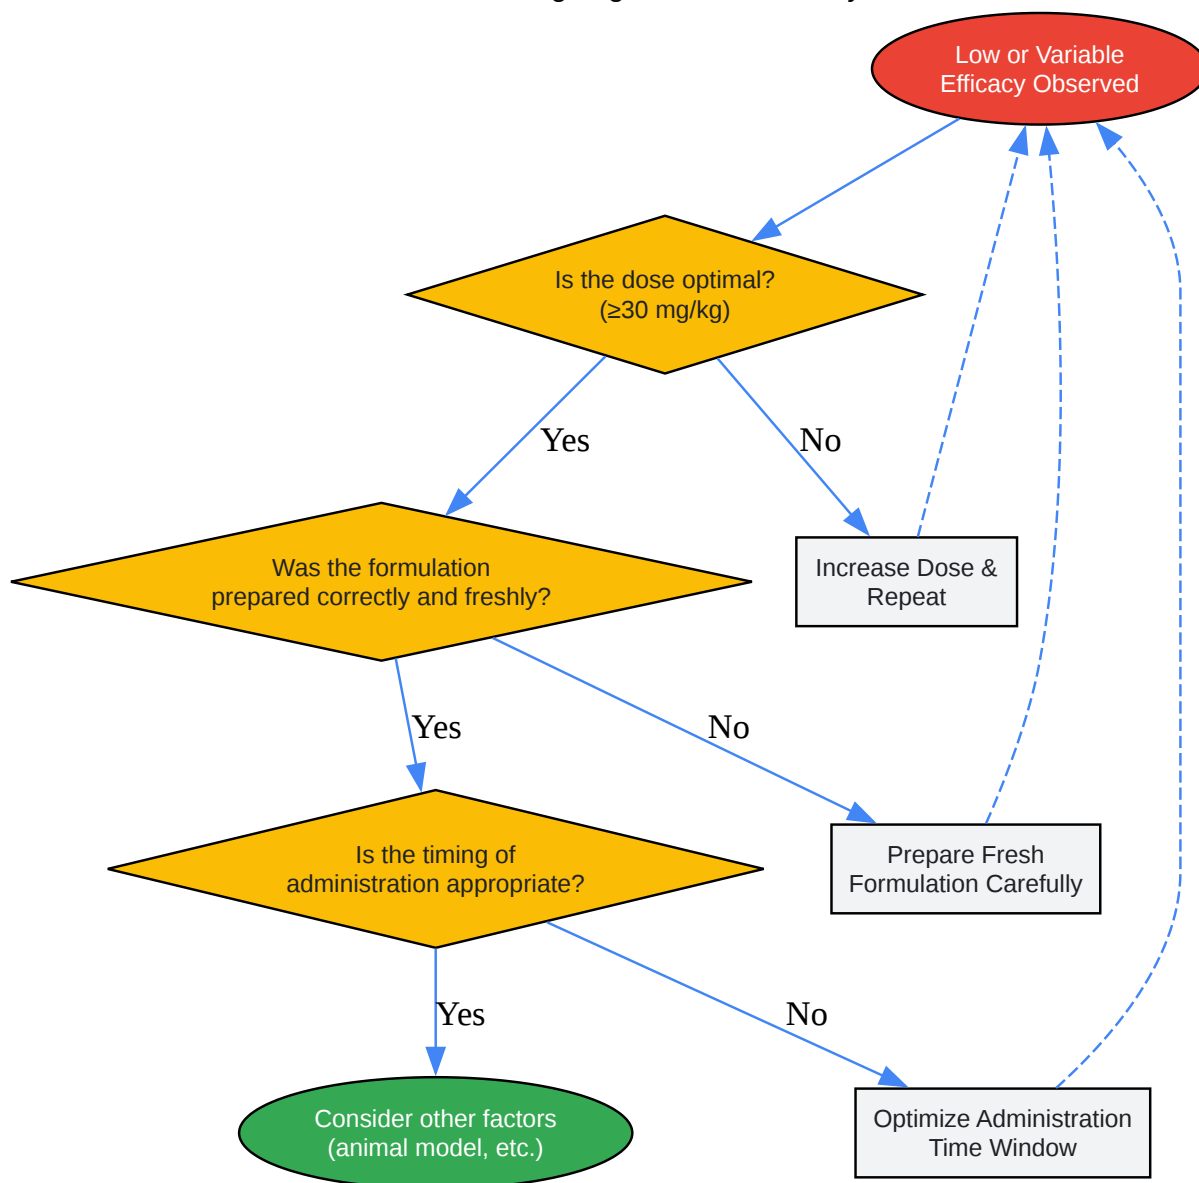 Low or Variable
Efficacy Observed
Is the dose optimal?
(≥30 mg/kg)
Yes
No
Was the formulation
prepared correctly and freshly?
Increase Dose &
Repeat
Yes
No
Is the timing of
administration appropriate?
Prepare Fresh
Formulation Carefully
Yes
No
Consider other factors
(animal model, etc.)
Optimize Administration
Time Window